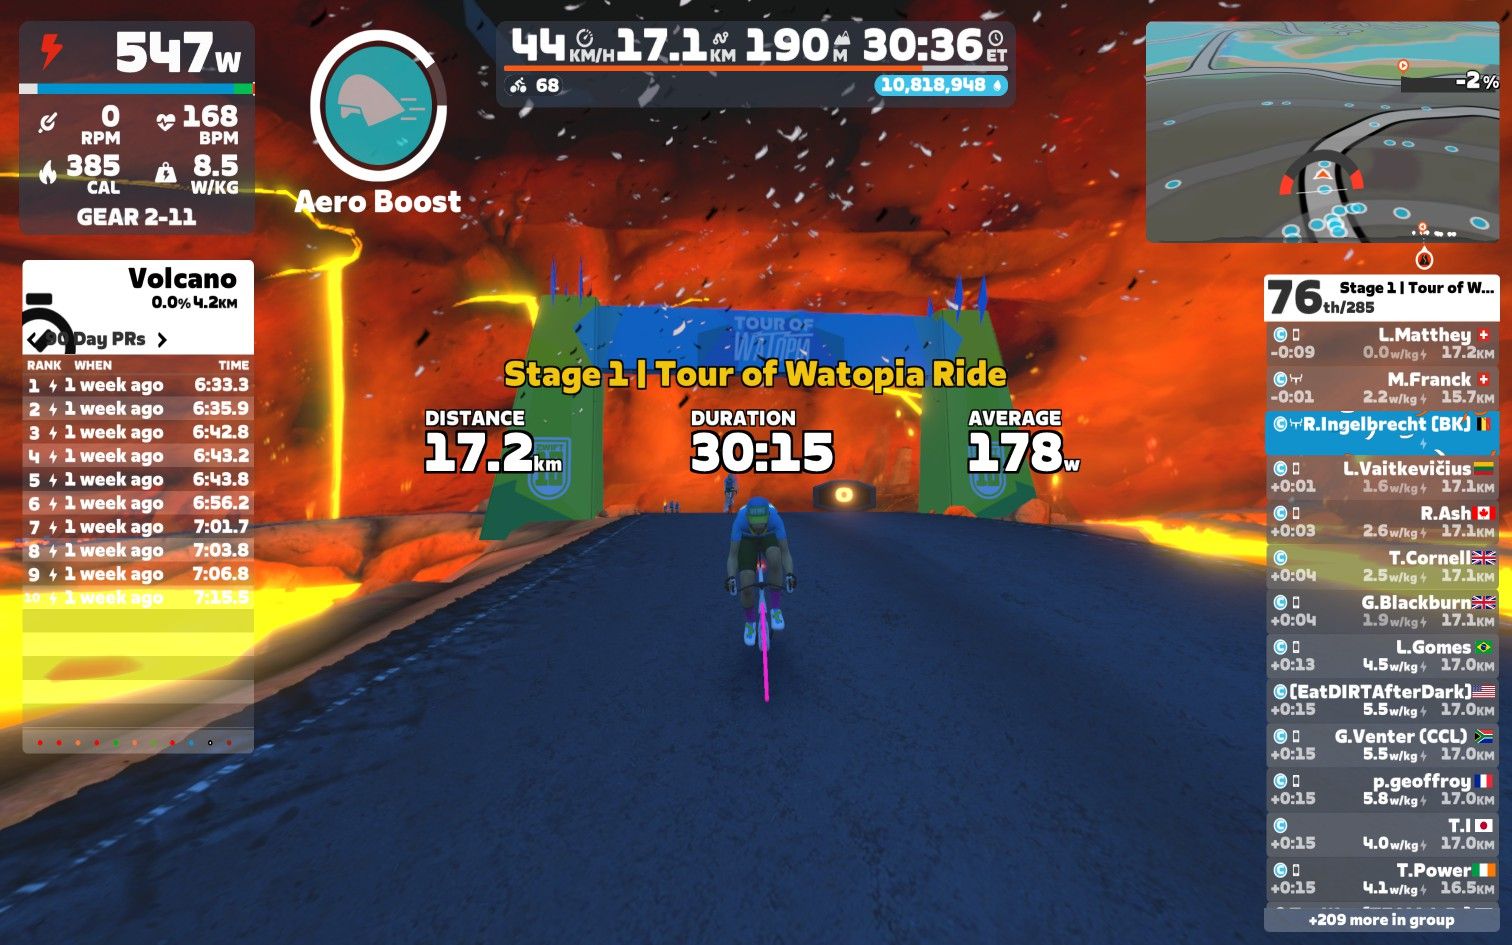 547w
0 RPM
168 BPM
385 CAL
8.5 W/KG
GEAR 2-11
Aero Boost
44 KM/H 17.1 KM 190 M 30:36 ET
68
10,818,948
-2%
Volcano
0.0% 4.2KM
90 Day PRs
RANK WHEN TIME
1 1 week ago 6:33.3
2 1 week ago 6:35.9
3 1 week ago 6:42.8
4 1 week ago 6:43.2
5 1 week ago 6:43.8
6 1 week ago 6:56.2
7 1 week ago 7:01.7
8 1 week ago 7:03.8
9 1 week ago 7:06.8
10 1 week ago 7:15.5
TOUR OF
WATOPIA
Stage 1 | Tour of Watopia Ride
DISTANCE
17.2km
DURATION
30:15
AVERAGE
178w
ZWIFT
10
76th/285
Stage 1 | Tour of W...
L.Matthey
-0:09 0.0w/kg 17.2KM
M.Franck
-0:01 2.2w/kg 15.7KM
R.Ingelbrecht [BK]
L.Vaitkevičius
+0:01 1.6w/kg 17.1KM
R.Ash
+0:03 2.6w/kg 17.1KM
T.Cornell
+0:04 2.5w/kg 17.1KM
G.Blackburn
+0:04 1.9w/kg 17.1KM
L.Gomes
+0:13 4.5w/kg 17.0KM
[EatDIRTAfterDark]
+0:15 5.5w/kg 17.0KM
G.Venter (CCL)
+0:15 5.5w/kg 17.0KM
p.geoffroy
+0:15 5.8w/kg 17.0KM
T.I
+0:15 4.0w/kg 17.0KM
T.Power
+0:15 4.1w/kg 16.5KM
+209 more in group